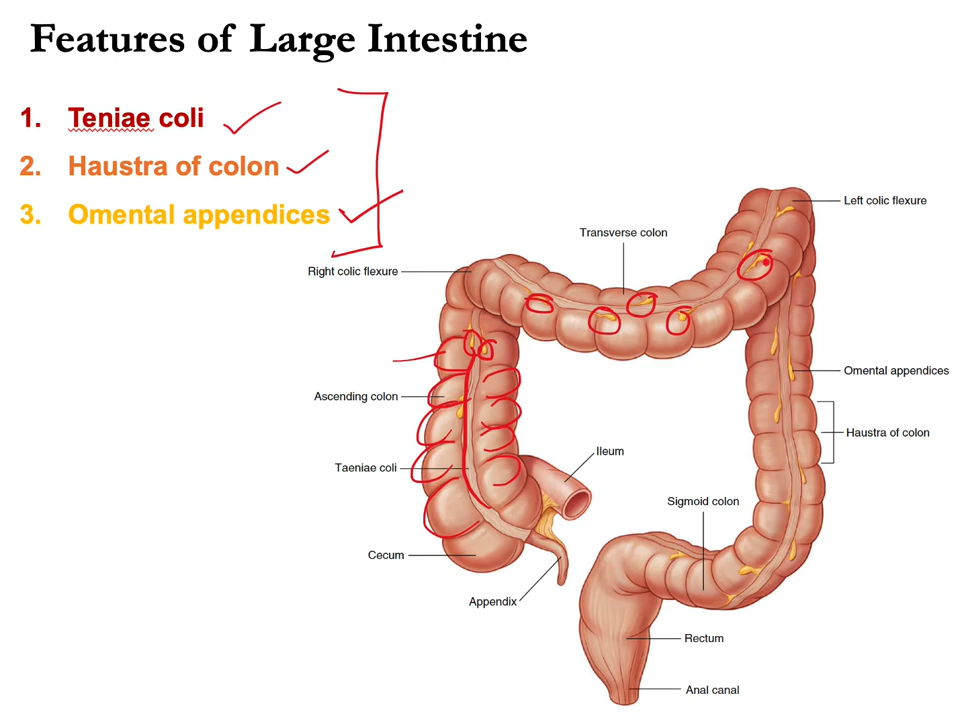 Features of Large Intestine
1. Teniae coli
2. Haustra of colon
3. Omental appendices
Left colic flexure
Transverse colon
Right colic flexure
Omental appendices
Ascending colon
Haustra of colon
Ileum
Taeniae coli
Sigmoid colon
Cecum
Appendix
Rectum
Anal canal